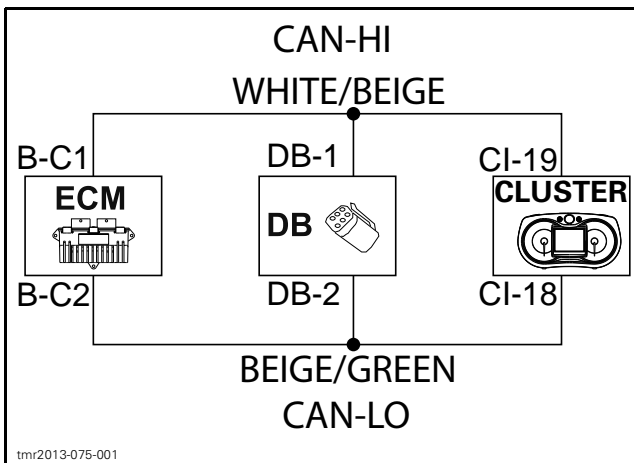 CAN-HI
WHITE/BEIGE
B-C1
DB-1
CI-19
ECM
DB
CLUSTER
B-C2
DB-2
CI-18
BEIGE/GREEN
CAN-LO
tmr2013-075-001